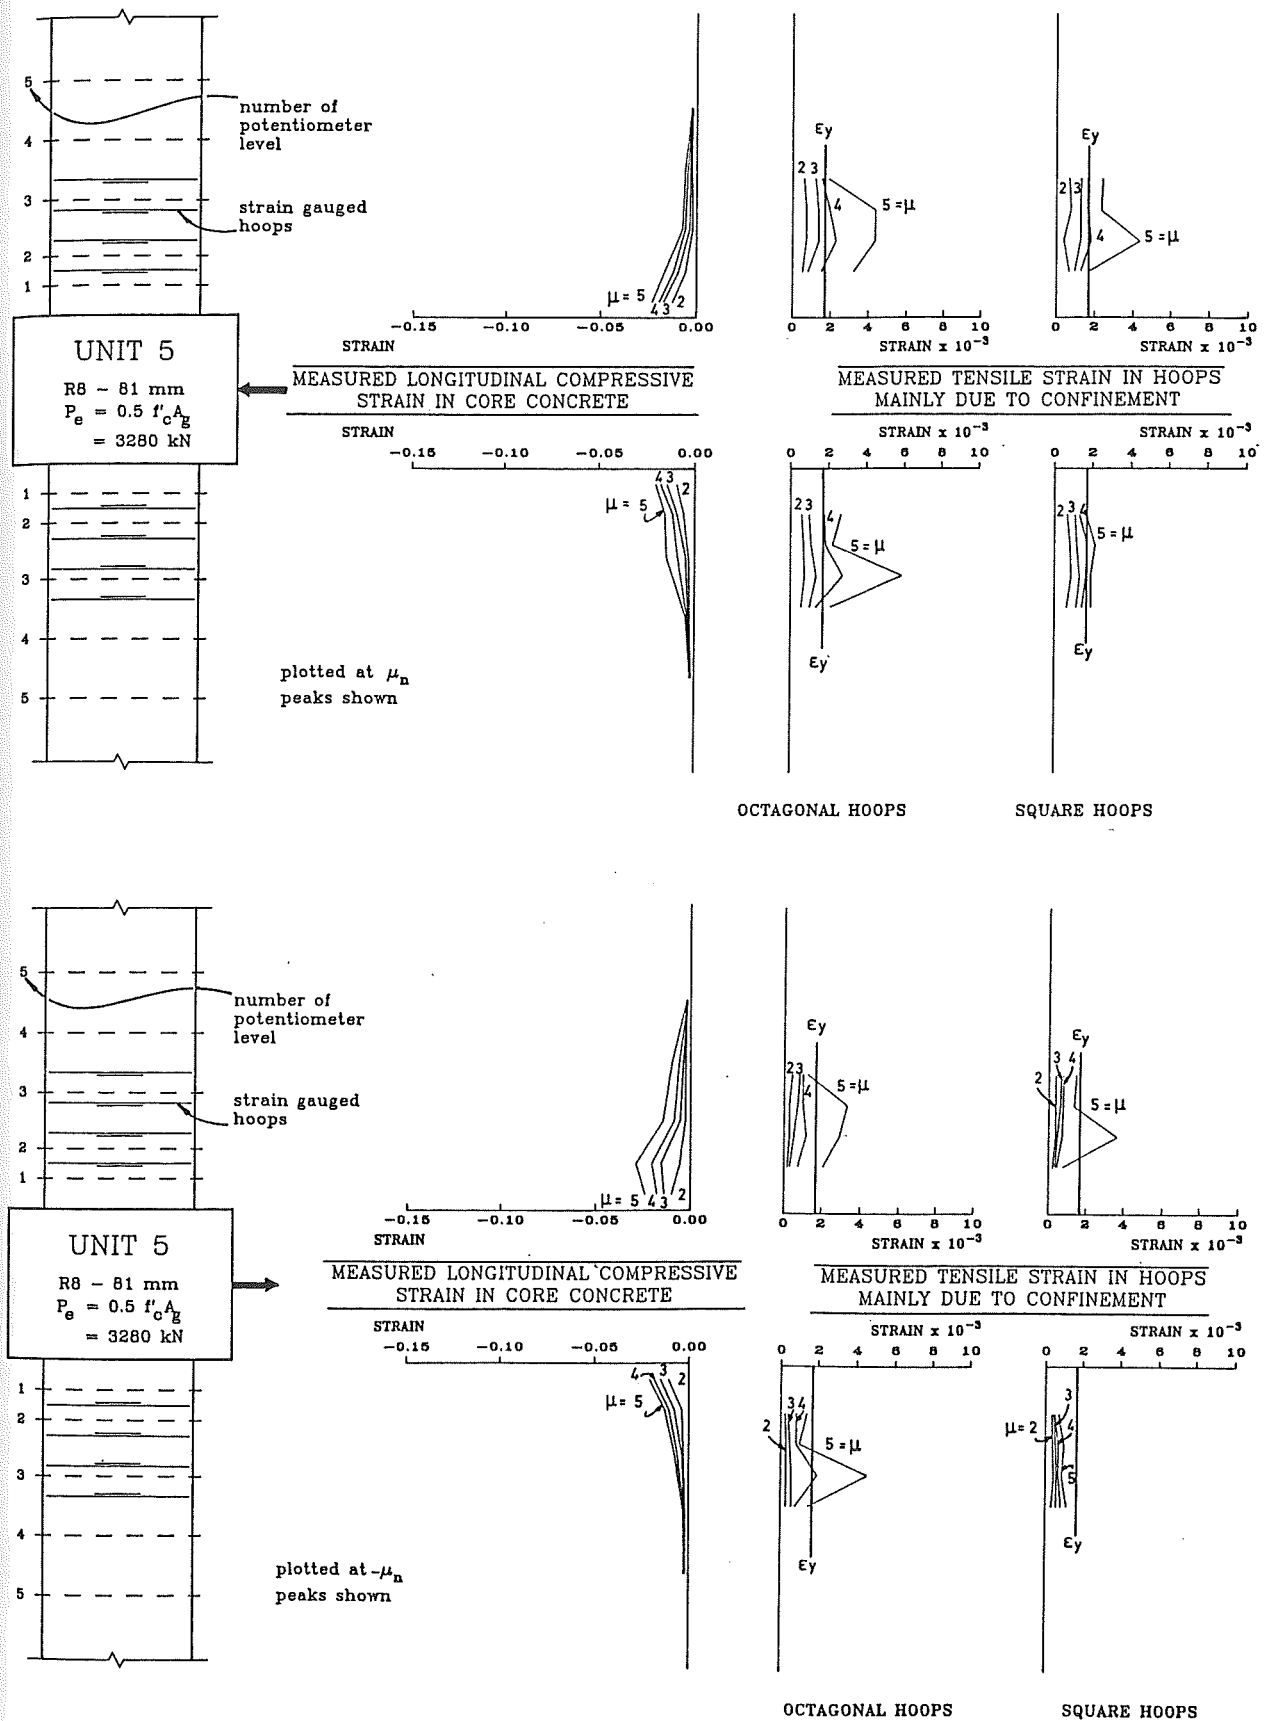 5
number of
potentiometer
level
4
3
strain gauged
hoops
2
1
μ = 5
4 3 2
-0.15 -0.10 -0.05 0.00
STRAIN
εy
2 3
4
5 = μ
0 2 4 6 8 10
STRAIN x 10⁻³
εy
2 3
4
5 = μ
0 2 4 6 8 10
STRAIN x 10⁻³
UNIT 5
R8 - 81 mm
Pe = 0.5 f'c Ag
= 3280 kN
MEASURED LONGITUDINAL COMPRESSIVE
STRAIN IN CORE CONCRETE
MEASURED TENSILE STRAIN IN HOOPS
MAINLY DUE TO CONFINEMENT
STRAIN
-0.15 -0.10 -0.05 0.00
4 3
2
μ = 5
STRAIN x 10⁻³
0 2 4 6 8 10
2 3
4
5 = μ
εy
STRAIN x 10⁻³
0 2 4 6 8 10
2 3 4
5 = μ
εy
1
2
3
4
5
plotted at μn
peaks shown
OCTAGONAL HOOPS
SQUARE HOOPS
5
number of
potentiometer
level
4
3
strain gauged
hoops
2
1
μ = 5 4 3 2
-0.15 -0.10 -0.05 0.00
STRAIN
εy
2 3
4
5 = μ
0 2 4 6 8 10
STRAIN x 10⁻³
εy
3 4
2
5 = μ
0 2 4 6 8 10
STRAIN x 10⁻³
UNIT 5
R8 - 81 mm
Pe = 0.5 f'c Ag
= 3280 kN
MEASURED LONGITUDINAL COMPRESSIVE
STRAIN IN CORE CONCRETE
MEASURED TENSILE STRAIN IN HOOPS
MAINLY DUE TO CONFINEMENT
STRAIN
-0.15 -0.10 -0.05 0.00
4 3
2
μ = 5
STRAIN x 10⁻³
0 2 4 6 8 10
3 4
2
5 = μ
εy
STRAIN x 10⁻³
0 2 4 6 8 10
3
μ = 2 4
5
εy
1
2
3
4
5
plotted at -μn
peaks shown
OCTAGONAL HOOPS
SQUARE HOOPS